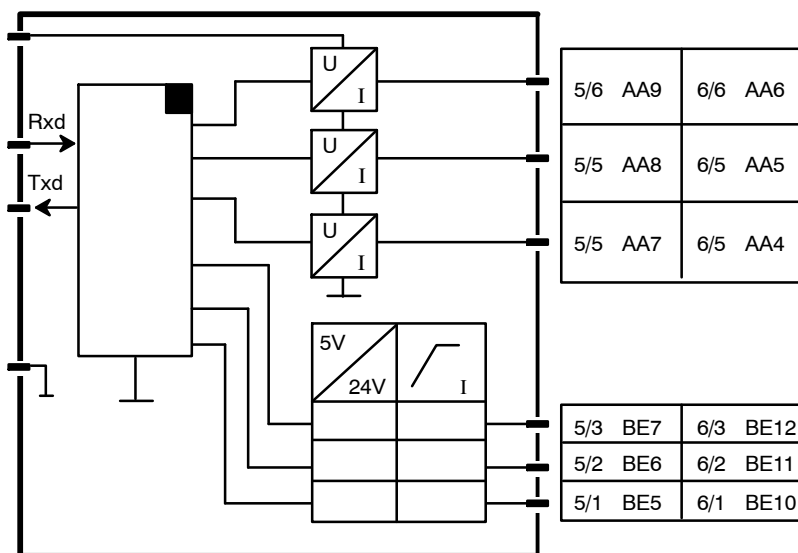 U
I
5/6 AA9 6/6 AA6
Rxd
U
I
5/5 AA8 6/5 AA5
Txd
U
I
5/5 AA7 6/5 AA4
5V
24V I
5/3 BE7 6/3 BE12
5/2 BE6 6/2 BE11
5/1 BE5 6/1 BE10